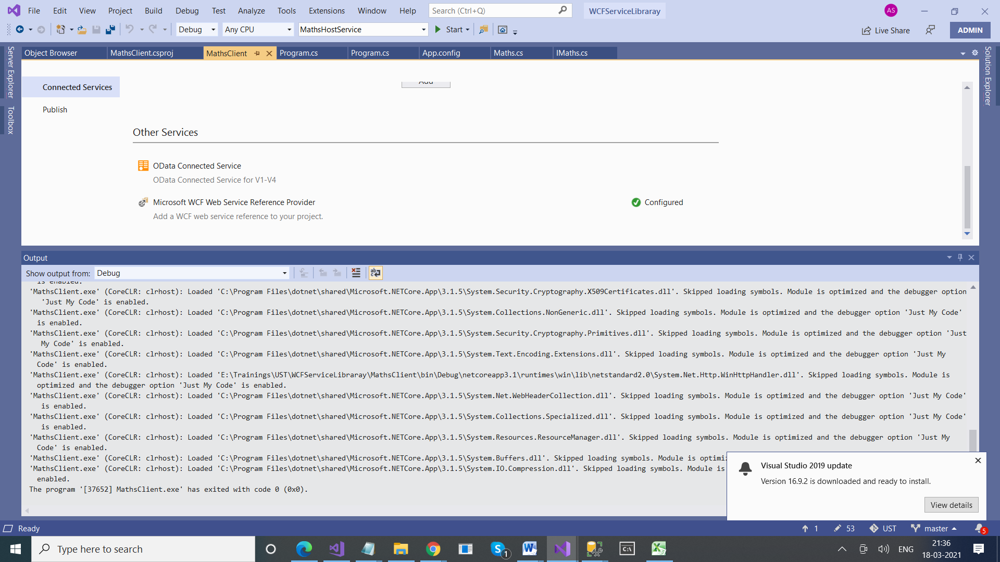 File Edit View Project Build Debug Test Analyze Tools Extensions Window Help Search (Ctrl+Q) WCFServiceLibraray AS
Debug Any CPU MathsHostService Start Live Share ADMIN
Server Explorer
Toolbox
Object Browser MathsClient.csproj MathsClient Program.cs Program.cs App.config Maths.cs IMaths.cs
Solution Explorer
Connected Services
Publish
Add
Other Services
OData Connected Service
OData Connected Service for V1-V4
Microsoft WCF Web Service Reference Provider Configured
Add a WCF web service reference to your project.
Output
Show output from: Debug
is enabled.
'MathsClient.exe' (CoreCLR: clrhost): Loaded 'C:\Program Files\dotnet\shared\Microsoft.NETCore.App\3.1.5\System.Security.Cryptography.X509Certificates.dll'. Skipped loading symbols. Module is optimized and the debugger option
'Just My Code' is enabled.
'MathsClient.exe' (CoreCLR: clrhost): Loaded 'C:\Program Files\dotnet\shared\Microsoft.NETCore.App\3.1.5\System.Collections.NonGeneric.dll'. Skipped loading symbols. Module is optimized and the debugger option 'Just My Code'
is enabled.
'MathsClient.exe' (CoreCLR: clrhost): Loaded 'C:\Program Files\dotnet\shared\Microsoft.NETCore.App\3.1.5\System.Security.Cryptography.Primitives.dll'. Skipped loading symbols. Module is optimized and the debugger option 'Just
My Code' is enabled.
'MathsClient.exe' (CoreCLR: clrhost): Loaded 'C:\Program Files\dotnet\shared\Microsoft.NETCore.App\3.1.5\System.Text.Encoding.Extensions.dll'. Skipped loading symbols. Module is optimized and the debugger option 'Just My
Code' is enabled.
'MathsClient.exe' (CoreCLR: clrhost): Loaded 'E:\Trainings\UST\WCFServiceLibraray\MathsClient\bin\Debug\netcoreapp3.1\runtimes\win\lib\netstandard2.0\System.Net.Http.WinHttpHandler.dll'. Skipped loading symbols. Module is
optimized and the debugger option 'Just My Code' is enabled.
'MathsClient.exe' (CoreCLR: clrhost): Loaded 'C:\Program Files\dotnet\shared\Microsoft.NETCore.App\3.1.5\System.Net.WebHeaderCollection.dll'. Skipped loading symbols. Module is optimized and the debugger option 'Just My Code'
is enabled.
'MathsClient.exe' (CoreCLR: clrhost): Loaded 'C:\Program Files\dotnet\shared\Microsoft.NETCore.App\3.1.5\System.Collections.Specialized.dll'. Skipped loading symbols. Module is optimized and the debugger option 'Just My Code'
is enabled.
'MathsClient.exe' (CoreCLR: clrhost): Loaded 'C:\Program Files\dotnet\shared\Microsoft.NETCore.App\3.1.5\System.Resources.ResourceManager.dll'. Skipped loading symbols. Module is optimized and the debugger option 'Just My
Code' is enabled.
'MathsClient.exe' (CoreCLR: clrhost): Loaded 'C:\Program Files\dotnet\shared\Microsoft.NETCore.App\3.1.5\System.Buffers.dll'. Skipped loading symbols. Module is optimi
'MathsClient.exe' (CoreCLR: clrhost): Loaded 'C:\Program Files\dotnet\shared\Microsoft.NETCore.App\3.1.5\System.IO.Compression.dll'. Skipped loading symbols. Module is
enabled.
The program '[37652] MathsClient.exe' has exited with code 0 (0x0).
Visual Studio 2019 update
Version 16.9.2 is downloaded and ready to install.
View details
Ready 1 53 UST master 5
Type here to search 1 ENG 21:36
18-03-2021